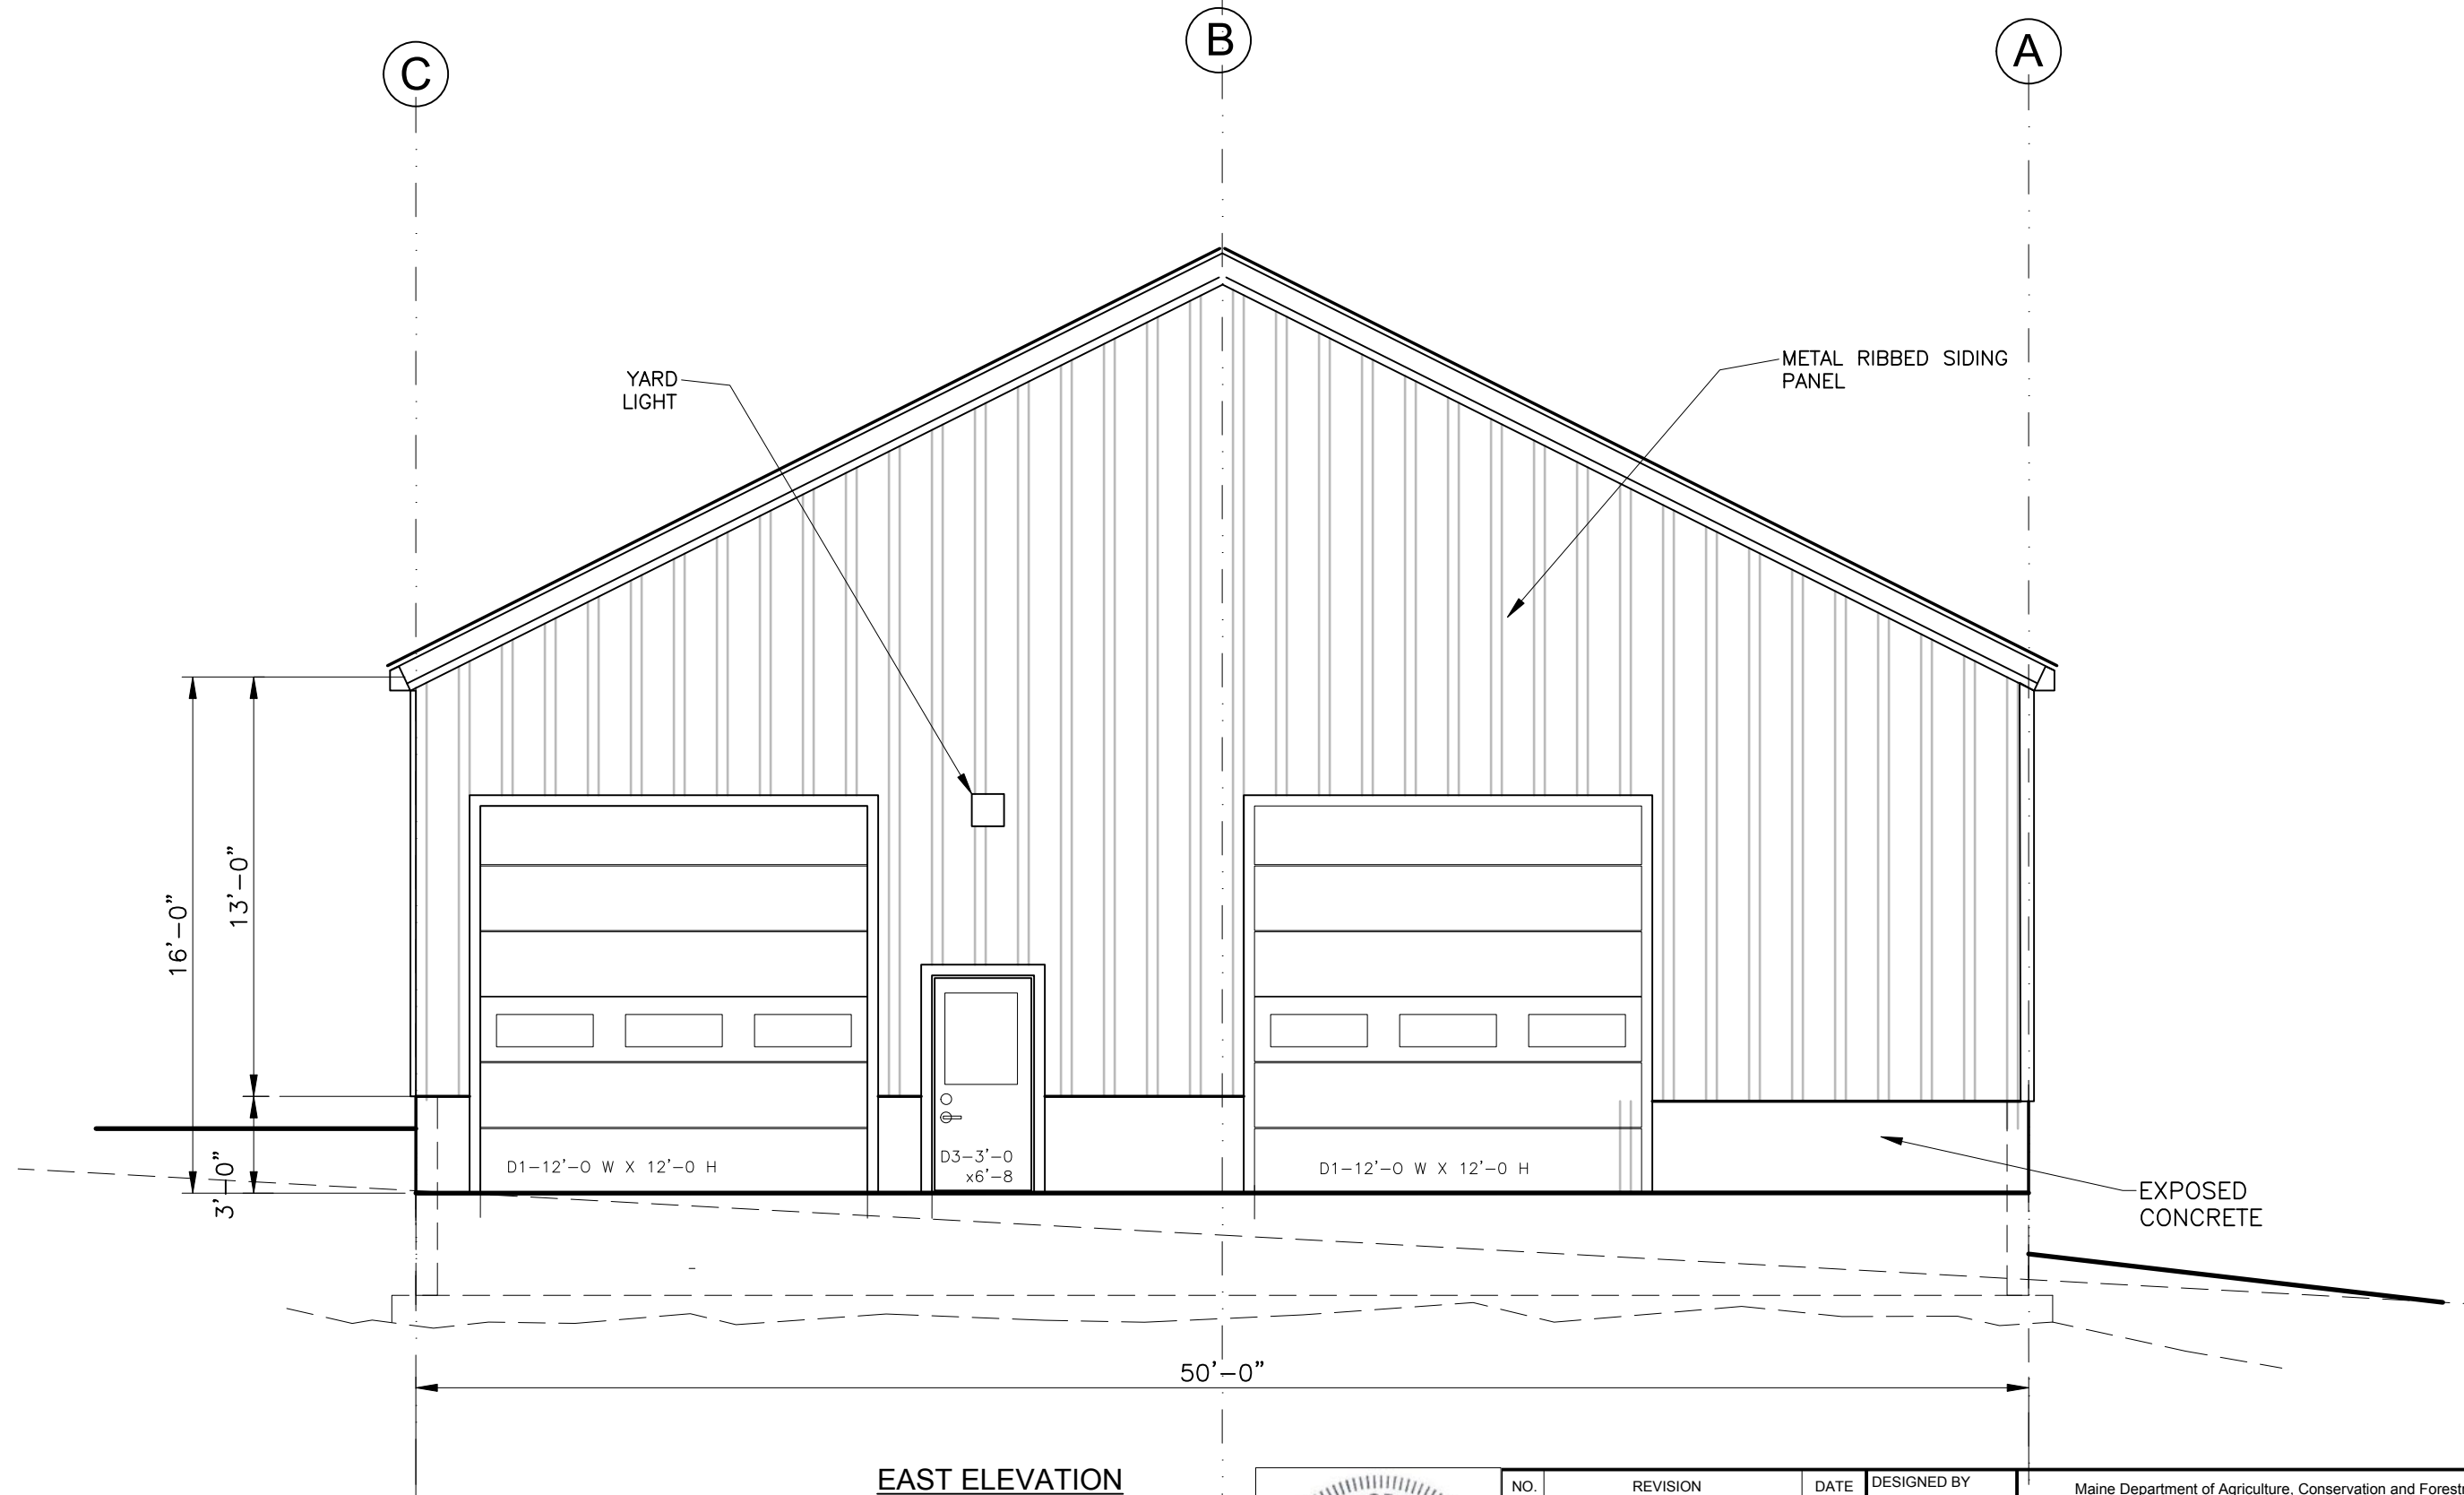 C
B
A
YARD
LIGHT
METAL RIBBED SIDING
PANEL
16'-0"
13'-0"
3'-0"
D1-12'-0 W X 12'-0 H
D3-3'-0
x6'-8
D1-12'-0 W X 12'-0 H
EXPOSED
CONCRETE
50'-0"
EAST ELEVATION
NO.
REVISION
DATE
DESIGNED BY
Maine Department of Agriculture, Conservation and